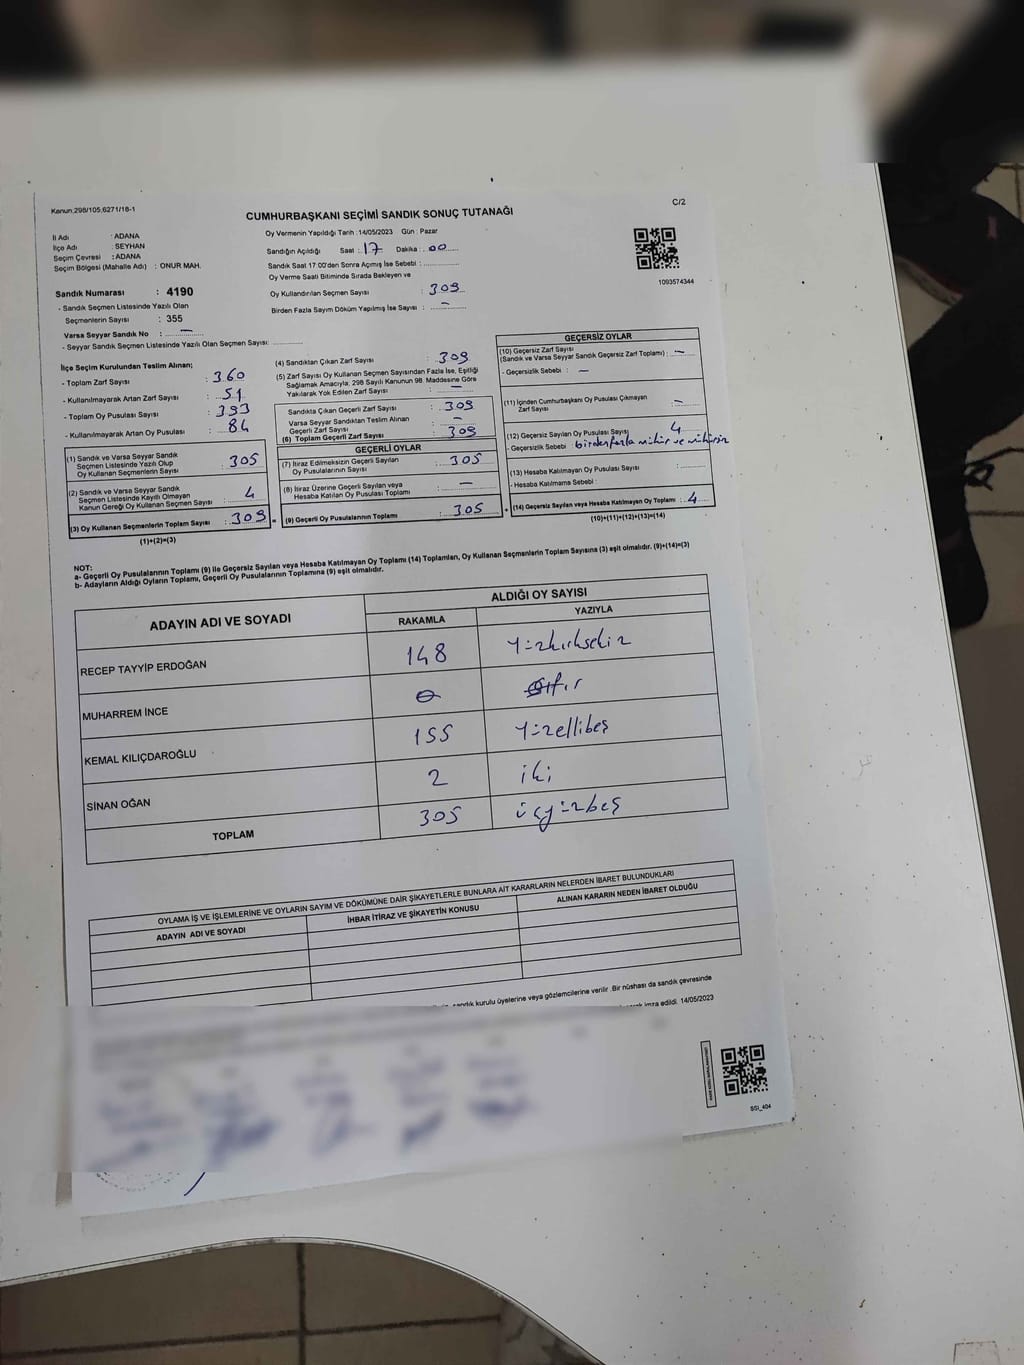 Kanun,298/105,6271/18-1
C/2
CUMHURBAŞKANI SEÇİMİ SANDIK SONUÇ TUTANAĞI
İl Adı : ADANA
İlçe Adı : SEYHAN
Seçim Çevresi : ADANA
Seçim Bölgesi (Mahalle Adı) : ONUR MAH.
Sandık Numarası : 4190
- Sandık Seçmen Listesinde Yazılı Olan
Seçmenlerin Sayısı : 355
Varsa Seyyar Sandık No : –
- Seyyar Sandık Seçmen Listesinde Yazılı Olan Seçmen Sayısı:
Oy Vermenin Yapıldığı Tarih : 14/05/2023 Gün : Pazar
Sandığın Açıldığı Saat : 17 Dakika : 00
Sandık Saat 17:00'den Sonra Açımış İse Sebebi :
Oy Verme Saati Bitiminde Sırada Bekleyen ve
Oy Kullandırılan Seçmen Sayısı : 309
Birden Fazla Sayım Döküm Yapılmış İse Sayısı : –
1093574344
İlçe Seçim Kurulundan Teslim Alınan;
- Toplam Zarf Sayısı : 360
- Kullanılmayarak Artan Zarf Sayısı : 51
- Toplam Oy Pusulası Sayısı : 393
- Kullanılmayarak Artan Oy Pusulası : 84
(1) Sandık ve Varsa Seyyar Sandık
Seçmen Listesinde Yazılı Olup
Oy Kullanan Seçmenlerin Sayısı : 305
(2) Sandık ve Varsa Seyyar Sandık
Seçmen Listesinde Kayıtlı Olmayan
Kanun Gereği Oy Kullanan Seçmen Sayısı : 4
(3) Oy Kullanan Seçmenlerin Toplam Sayısı : 309
(1)+(2)=(3)
(4) Sandıktan Çıkan Zarf Sayısı : 309
(5) Zarf Sayısı Oy Kullanan Seçmen Sayısından Fazla İse, Eşitliği
Sağlamak Amacıyla, 298 Sayılı Kanunun 98. Maddesine Göre
Yakılarak Yok Edilen Zarf Sayısı : –
Sandıkta Çıkan Geçerli Zarf Sayısı : 309
Varsa Seyyar Sandıktan Teslim Alınan
Geçerli Zarf Sayısı : –
(6) Toplam Geçerli Zarf Sayısı : 309
GEÇERLİ OYLAR
(7) İtiraz Edilmeksizin Geçerli Sayılan
Oy Pusulalarının Sayısı : 305
(8) İtiraz Üzerine Geçerli Sayılan veya
Hesaba Katılan Oy Pusulası Toplamı : –
(9) Geçerli Oy Pusulalarının Toplamı : 305
GEÇERSİZ OYLAR
(10) Geçersiz Zarf Sayısı
(Sandık ve Varsa Seyyar Sandık Geçersiz Zarf Toplamı) : –
- Geçersizlik Sebebi : –
(11) İçinden Cumhurbaşkanı Oy Pusulası Çıkmayan
Zarf Sayısı : –
(12) Geçersiz Sayılan Oy Pusulası Sayısı : 4
- Geçersizlik Sebebi : birden fazla mühür ve mühürsüz
(13) Hesaba Katılmayan Oy Pusulası Sayısı :
- Hesaba Katılmama Sebebi :
(14) Geçersiz Sayılan veya Hesaba Katılmayan Oy Toplamı : 4
(10)+(11)+(12)+(13)=(14)
NOT:
a- Geçerli Oy Pusulalarının Toplamı (9) ile Geçersiz Sayılan veya Hesaba Katılmayan Oy Toplamı (14) Toplamları, Oy Kullanan Seçmenlerin Toplam Sayısına (3) eşit olmalıdır. (9)+(14)=(3)
b- Adayların Aldığı Oyların Toplamı, Geçerli Oy Pusulalarının Toplamına (9) eşit olmalıdır.
ADAYIN ADI VE SOYADI ALDIĞI OY SAYISI
RAKAMLA YAZIYLA
RECEP TAYYİP ERDOĞAN 148 Yüzkırksekiz
MUHARREM İNCE 0 sıfır
KEMAL KILIÇDAROĞLU 155 Yüzellibeş
SİNAN OĞAN 2 iki
TOPLAM 305 üçyüzbeş
OYLAMA İŞ VE İŞLEMLERİNE VE OYLARIN SAYIM VE DÖKÜMÜNE DAİR ŞİKAYETLERLE BUNLARA AİT KARARLARIN NELERDEN İBARET BULUNDUKLARI
ADAYIN ADI VE SOYADI İHBAR İTİRAZ VE ŞİKAYETİN KONUSU ALINAN KARARIN NEDEN İBARET OLDUĞU
sandık kurulu üyelerine veya gözlemcilerine verilir .Bir nüshası da sandık çevresinde
imza edildi. 14/05/2023
SSI_404